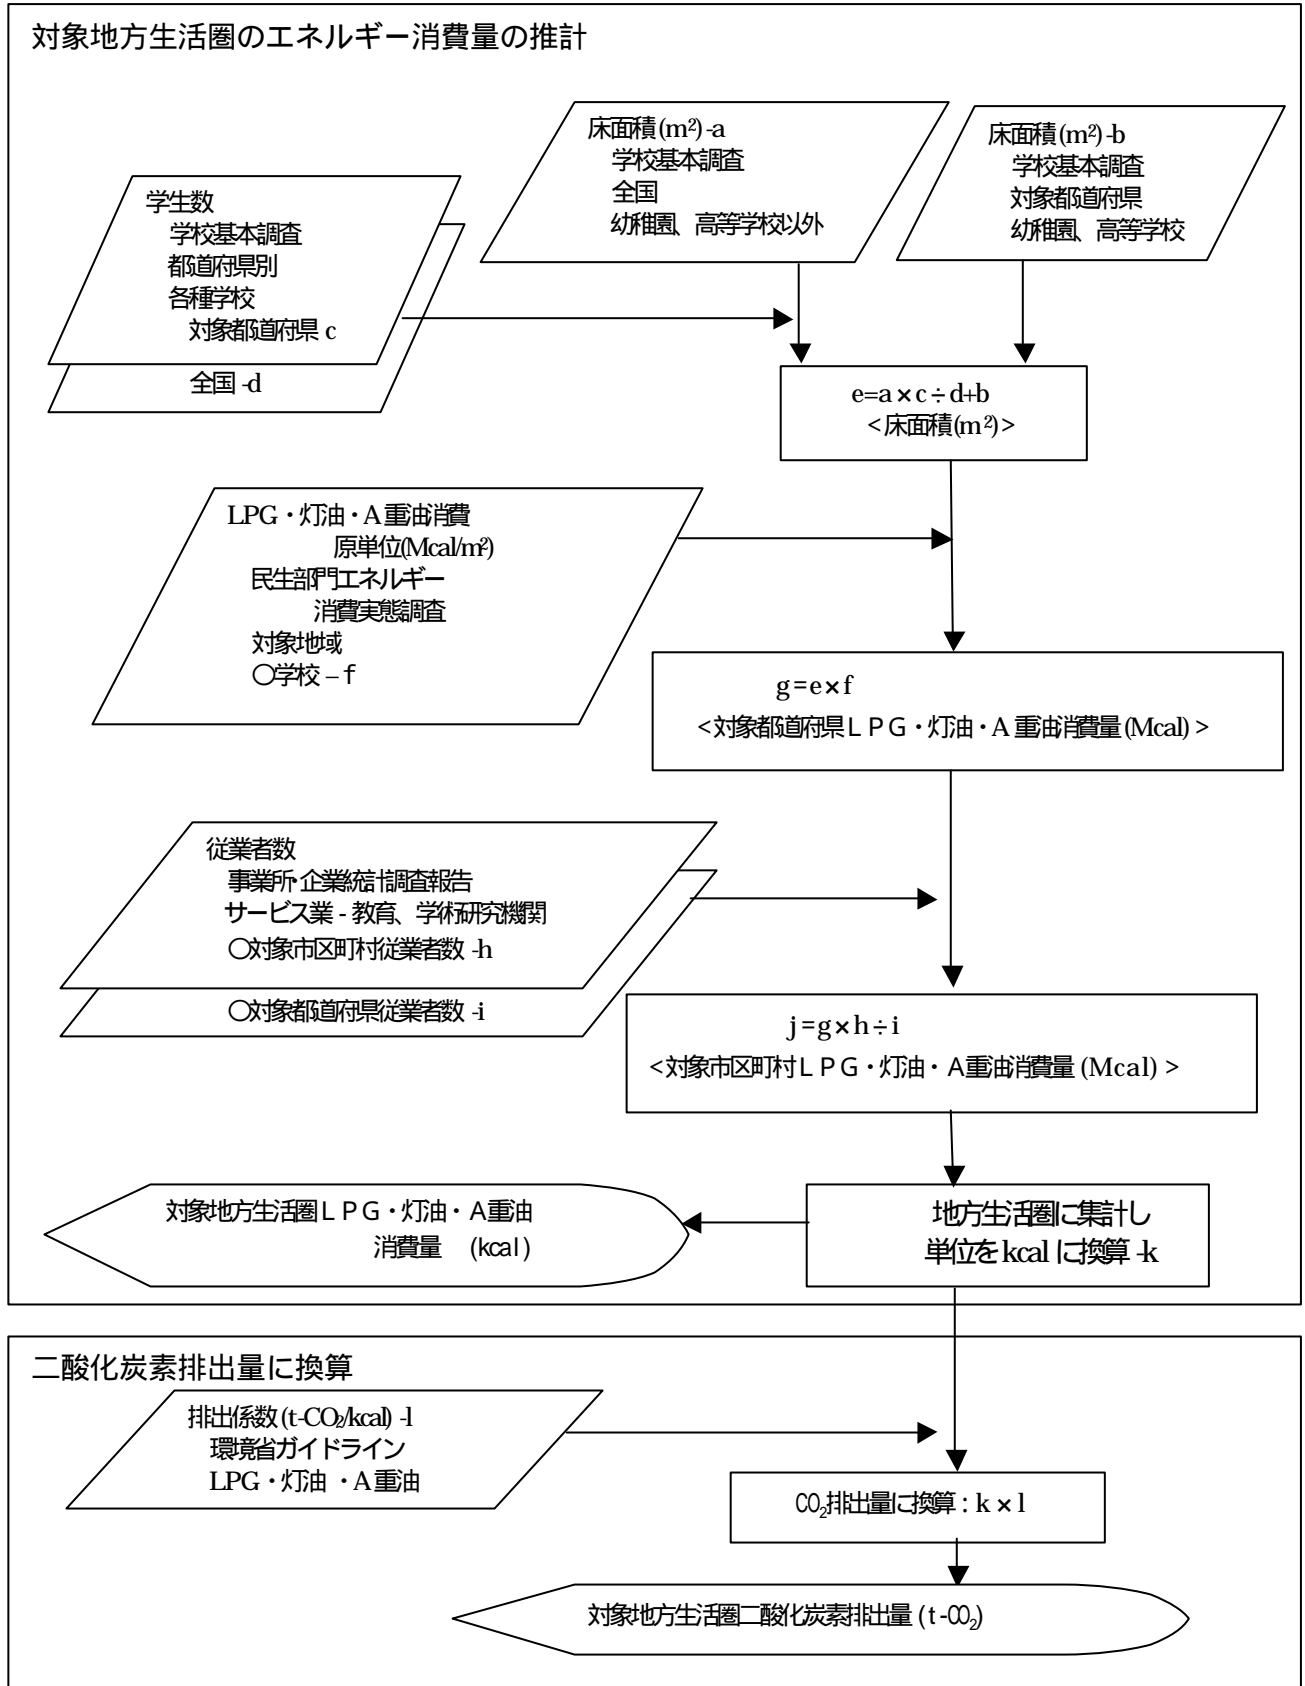 対象地方生活圏のエネルギー消費量の推計
床面積(m²)-a
学校基本調査
全国
幼稚園、高等学校以外
床面積(m²)-b
学校基本調査
対象都道府県
幼稚園、高等学校
学生数
学校基本調査
都道府県別
各種学校
対象都道府県 c
全国 -d
e=a×c÷d+b
<床面積(m²)>
LPG・灯油・A重油消費
原単位(Mcal/m²)
民生部門エネルギー
消費実態調査
対象地域
○学校 – f
g=e×f
<対象都道府県LPG・灯油・A重油消費量(Mcal)>
従業者数
事業所・企業統計調査報告
サービス業 - 教育、学術研究機関
○対象市区町村従業者数 -h
○対象都道府県従業者数 -i
j=g×h÷i
<対象市区町村LPG・灯油・A重油消費量(Mcal)>
対象地方生活圏LPG・灯油・A重油
消費量 (kcal)
地方生活圏に集計し
単位をkcalに換算 -k
二酸化炭素排出量に換算
排出係数(t-CO₂/kcal) -l
環境省ガイドライン
LPG・灯油・A重油
CO₂排出量に換算:k×l
対象地方生活圏二酸化炭素排出量(t-CO₂)